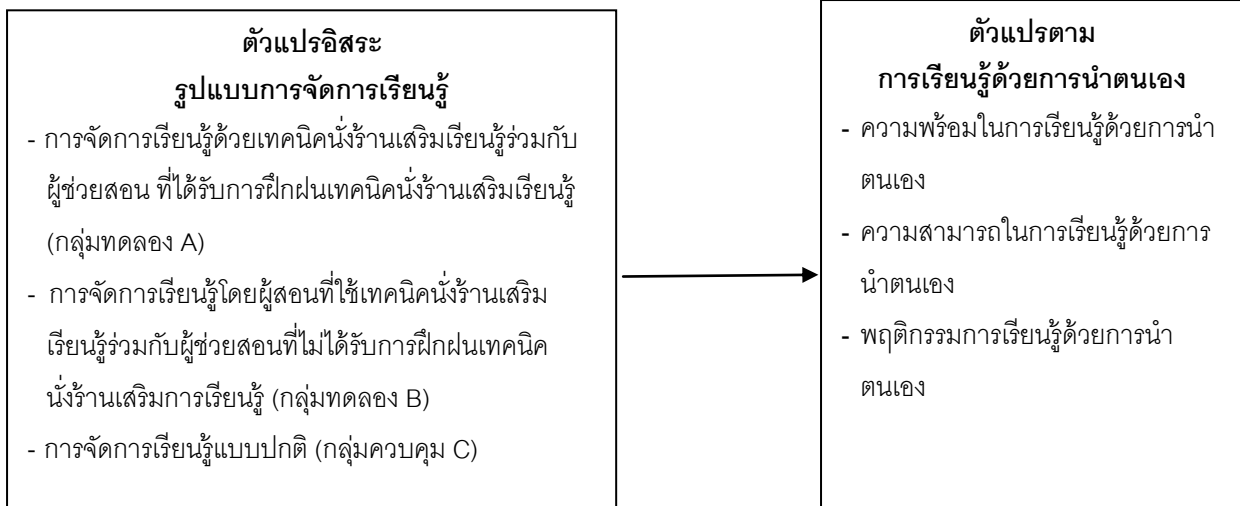 ตัวแปรอิสระ
รูปแบบการจัดการเรียนรู้
- การจัดการเรียนรู้ด้วยเทคนิคนั่งร้านเสริมเรียนรู้ร่วมกับ
ผู้ช่วยสอน ที่ได้รับการฝึกฝนเทคนิคนั่งร้านเสริมเรียนรู้
(กลุ่มทดลอง A)
- การจัดการเรียนรู้โดยผู้สอนที่ใช้เทคนิคนั่งร้านเสริม
เรียนรู้ร่วมกับผู้ช่วยสอนที่ไม่ได้รับการฝึกฝนเทคนิค
นั่งร้านเสริมการเรียนรู้ (กลุ่มทดลอง B)
- การจัดการเรียนรู้แบบปกติ (กลุ่มควบคุม C)
ตัวแปรตาม
การเรียนรู้ด้วยการนำตนเอง
- ความพร้อมในการเรียนรู้ด้วยการนำ
ตนเอง
- ความสามารถในการเรียนรู้ด้วยการ
นำตนเอง
- พฤติกรรมการเรียนรู้ด้วยการนำ
ตนเอง